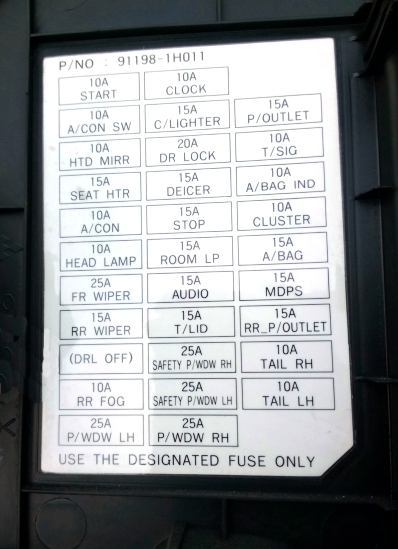 P/NO : 91198-1H011
10A 10A
START CLOCK
10A 15A 15A
A/CON SW C/LIGHTER P/OUTLET
10A 20A 10A
HTD MIRR DR LOCK T/SIG
15A 15A 10A
SEAT HTR DEICER A/BAG IND
10A 15A 10A
A/CON STOP CLUSTER
10A 15A 15A
HEAD LAMP ROOM LP A/BAG
25A 15A 15A
FR WIPER AUDIO MDPS
15A 15A 15A
RR WIPER T/LID RR_P/OUTLET
(DRL OFF) 25A 10A
SAFETY P/WDW RH TAIL RH
10A 25A 10A
RR FOG SAFETY P/WDW LH TAIL LH
25A 25A
P/WDW LH P/WDW RH
USE THE DESIGNATED FUSE ONLY